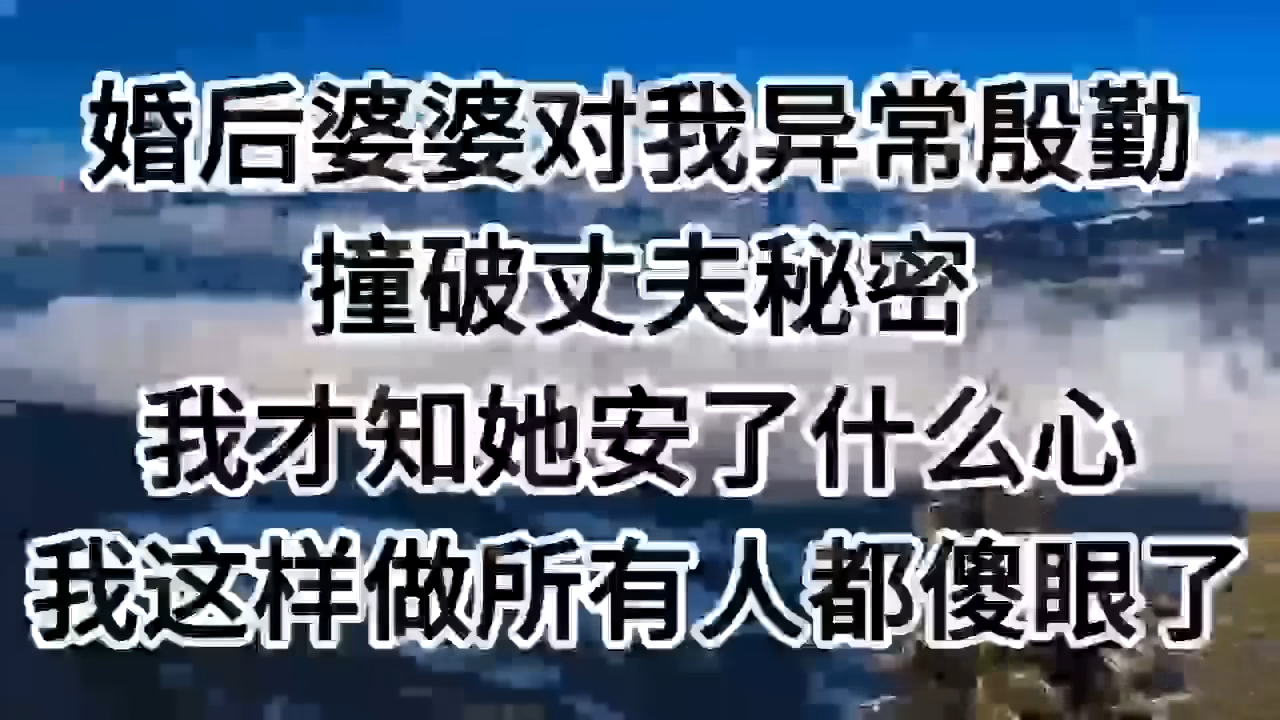 婚后婆婆对我异常殷勤
撞破丈夫秘密
我才知她安了什么心
我这样做所有人都傻眼了